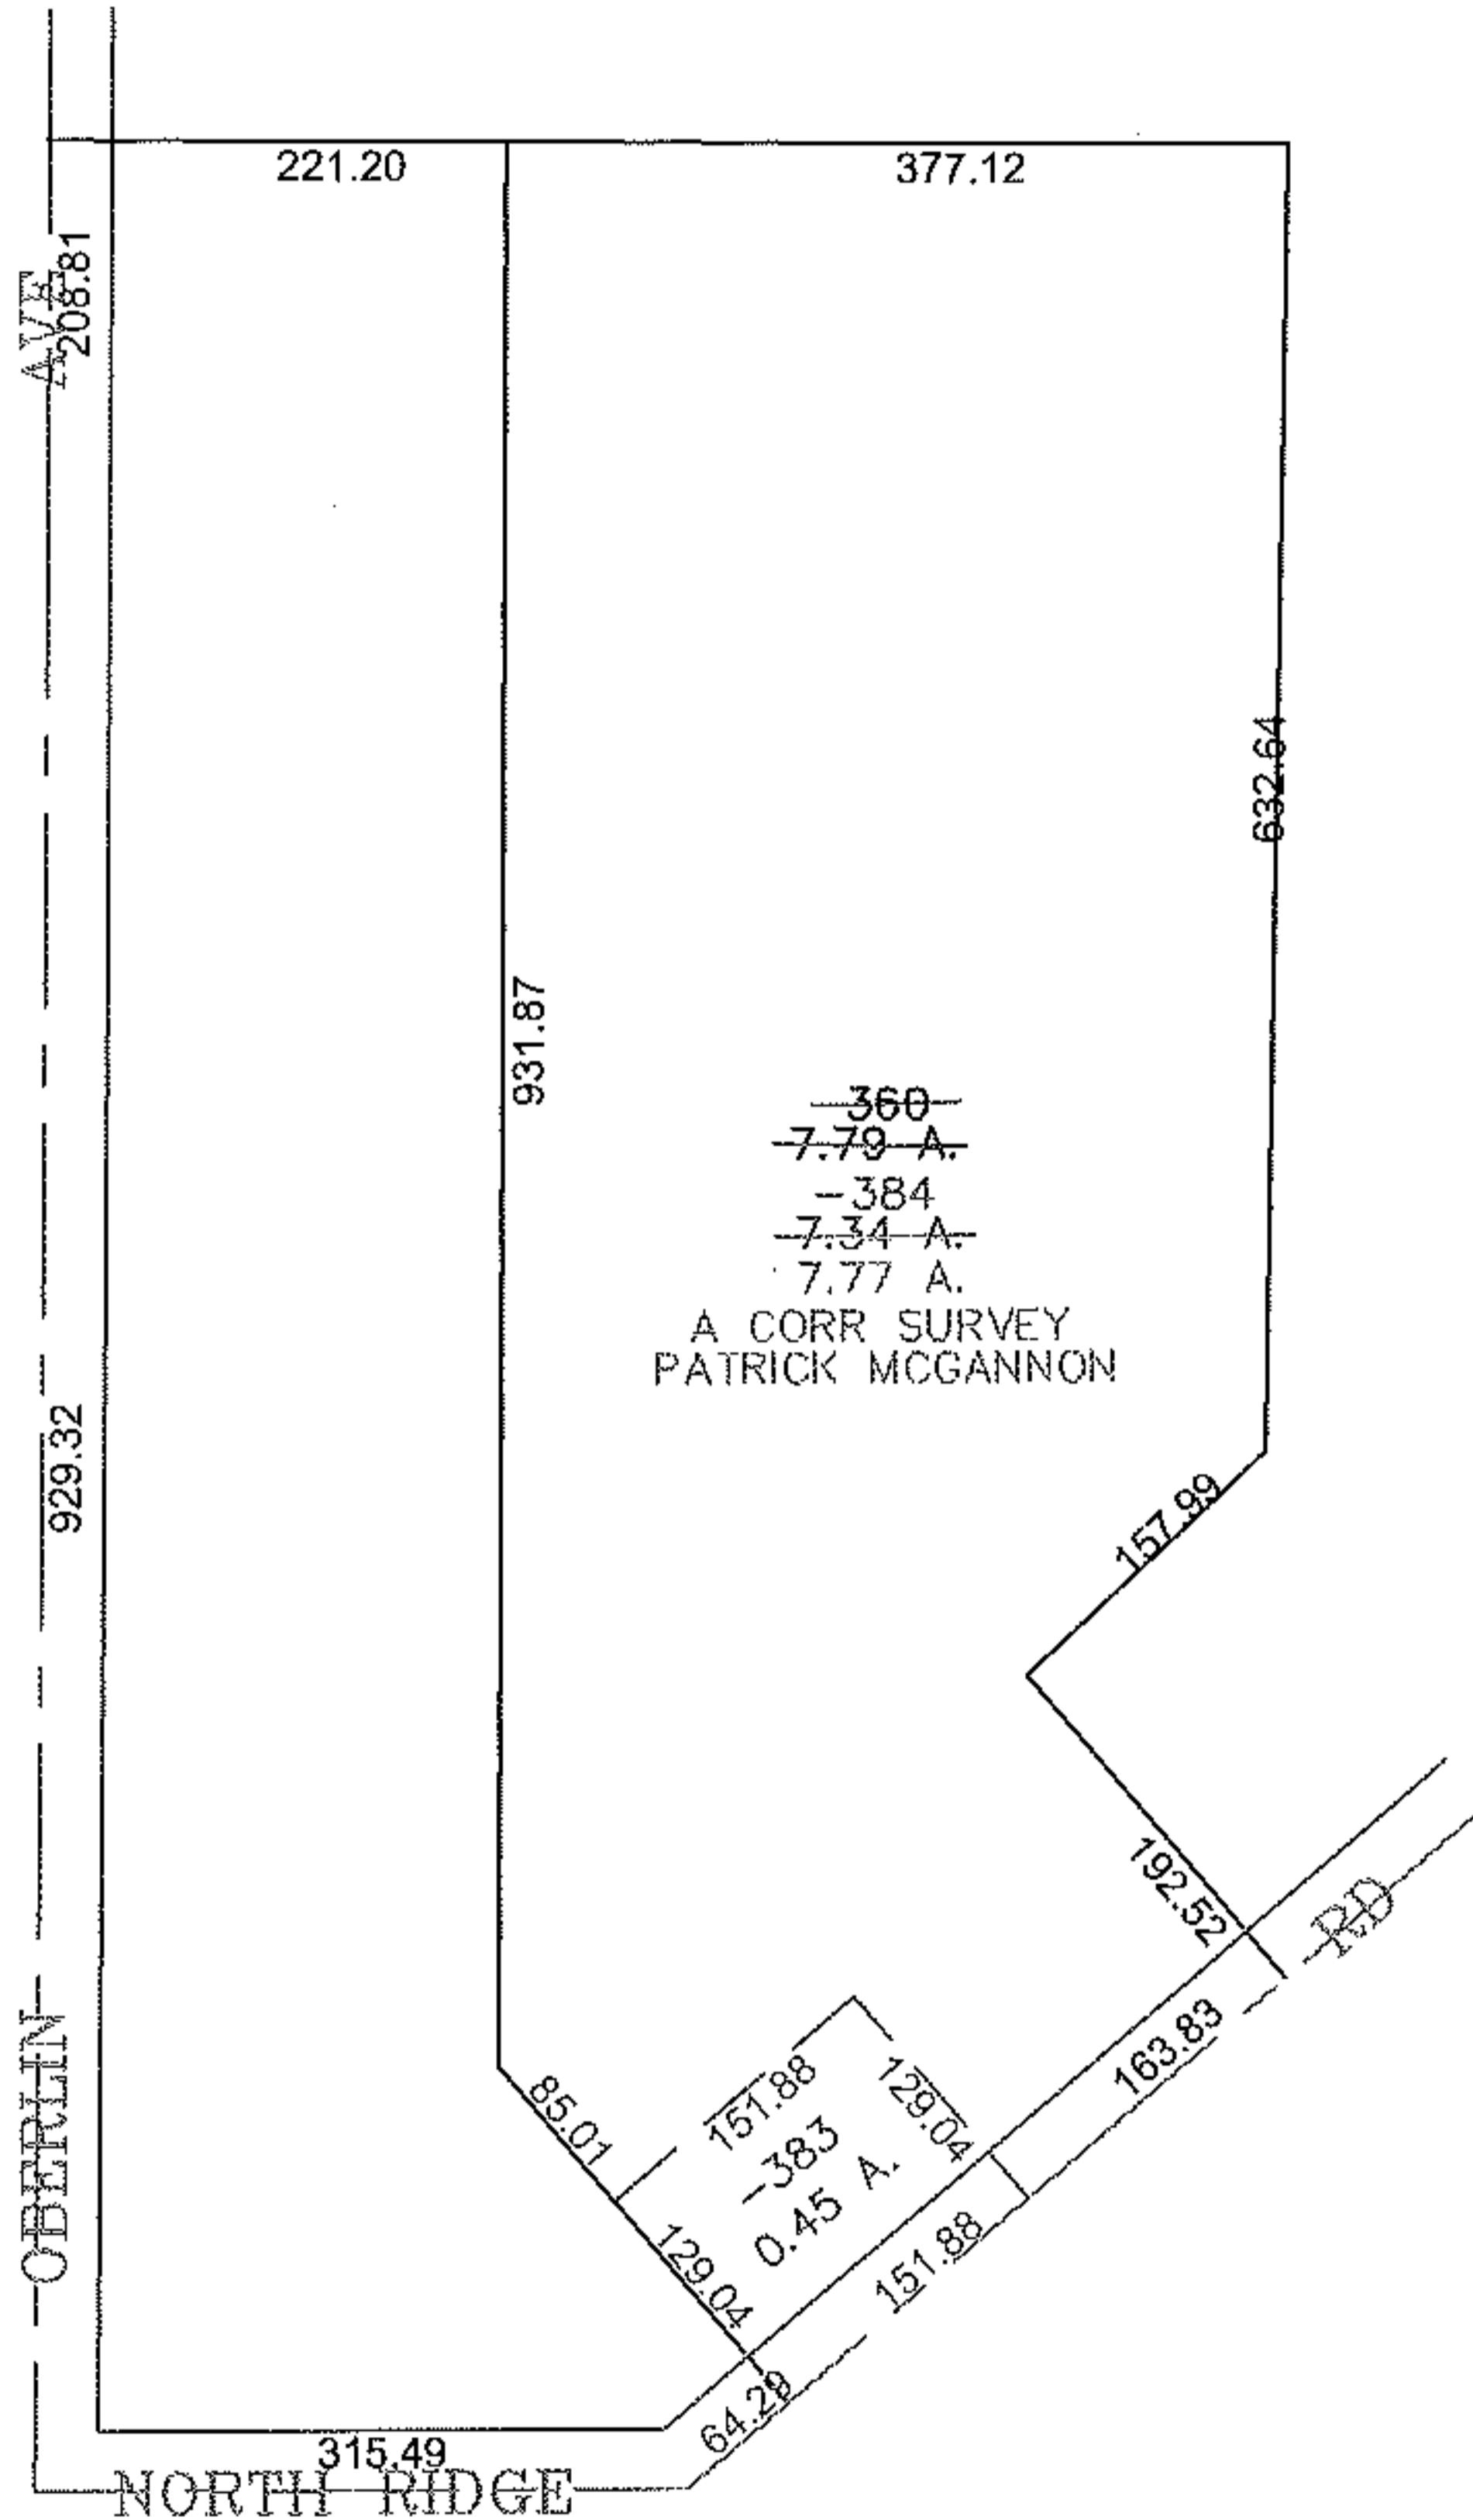 221.20
377.12
AVE
208.81
632.64
931.87
360
7.79 A.
-384
7.34 A.
7.77 A.
A CORR SURVEY
PATRICK MCGANNON
929.32
157.99
192.52
RD
163.83
OBERLIN
85.01
151.88
129.04
-383
0.45 A.
129.04
151.88
64.29
315.49
NORTH RIDGE